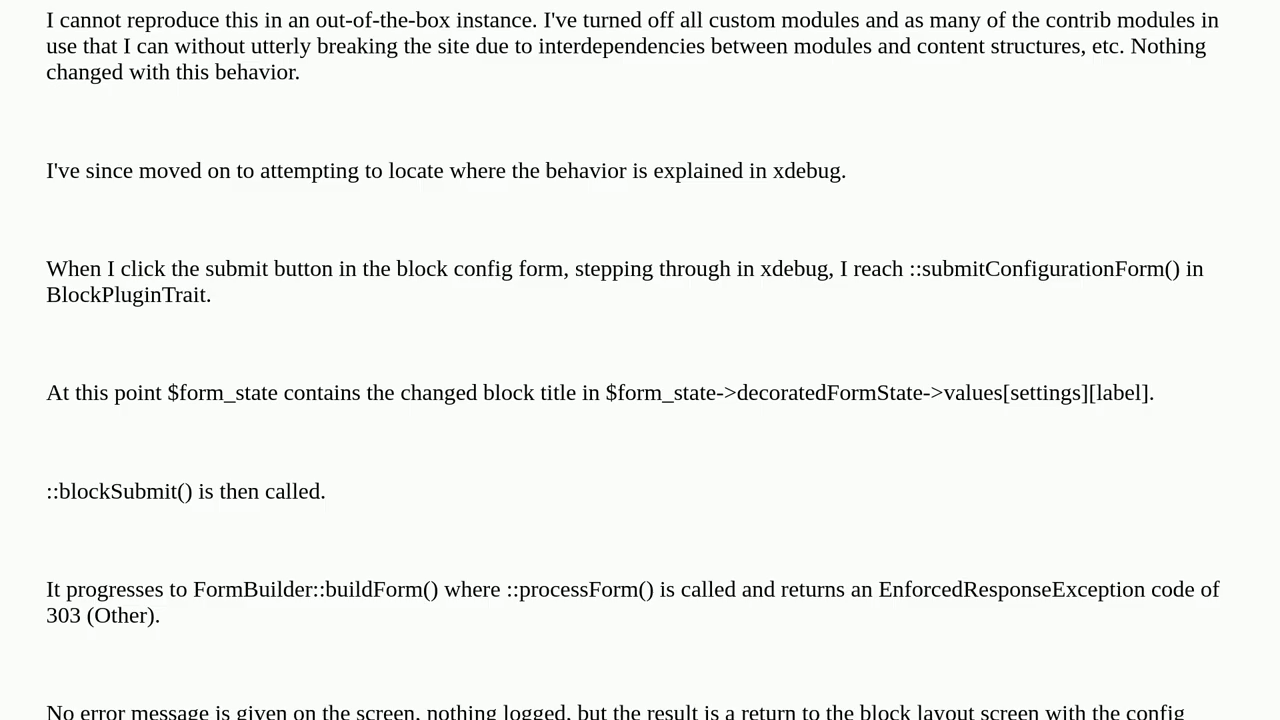 I cannot reproduce this in an out-of-the-box instance. I've turned off all custom modules and as many of the contrib modules in
use that I can without utterly breaking the site due to interdependencies between modules and content structures, etc. Nothing
changed with this behavior.
I've since moved on to attempting to locate where the behavior is explained in xdebug.
When I click the submit button in the block config form, stepping through in xdebug, I reach ::submitConfigurationForm() in
BlockPluginTrait.
At this point $form_state contains the changed block title in $form_state->decoratedFormState->values[settings][label].
::blockSubmit() is then called.
It progresses to FormBuilder::buildForm() where ::processForm() is called and returns an EnforcedResponseException code of
303 (Other).
No error message is given on the screen, nothing logged, but the result is a return to the block layout screen with the config